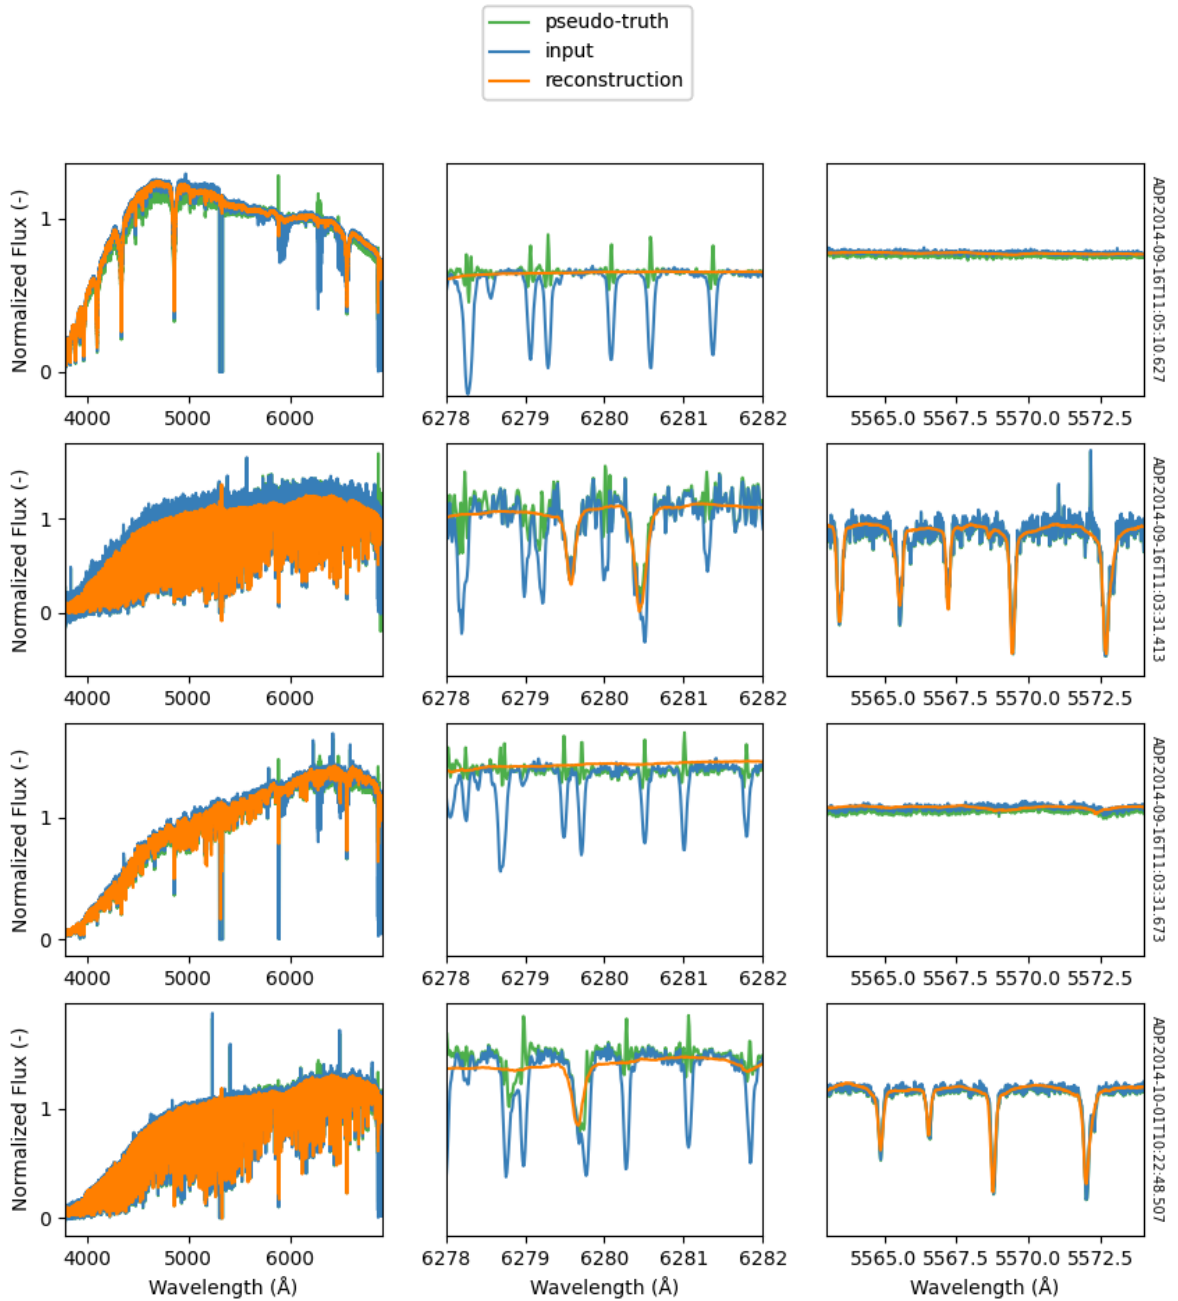 pseudo-truth
input
reconstruction
Normalized Flux (-)
1
0
4000 5000 6000
6278 6279 6280 6281 6282
5565.0 5567.5 5570.0 5572.5
ADP.2014-09-16T11:05:10.627
Normalized Flux (-)
1
0
4000 5000 6000
6278 6279 6280 6281 6282
5565.0 5567.5 5570.0 5572.5
ADP.2014-09-16T11:03:31.413
Normalized Flux (-)
1
0
4000 5000 6000
6278 6279 6280 6281 6282
5565.0 5567.5 5570.0 5572.5
ADP.2014-09-16T11:03:31.673
Normalized Flux (-)
1
0
4000 5000 6000
6278 6279 6280 6281 6282
5565.0 5567.5 5570.0 5572.5
ADP.2014-10-01T10:22:48.507
Wavelength (Å) Wavelength (Å) Wavelength (Å)